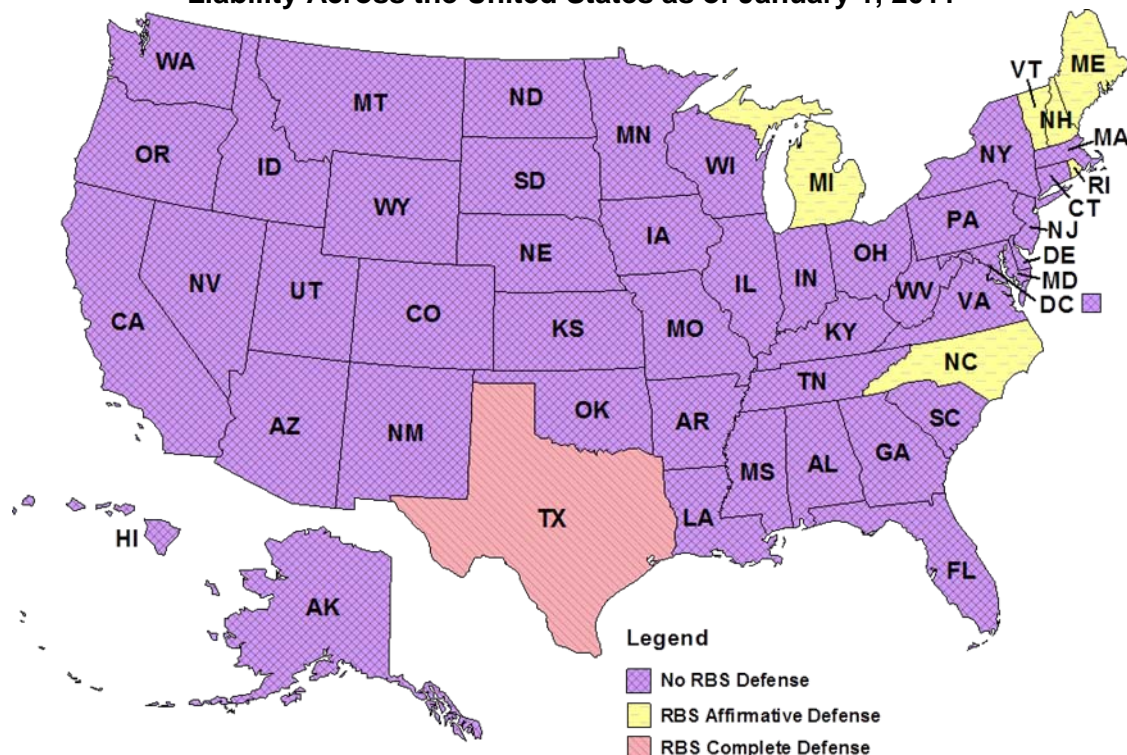 Liability Across the United States as of January 1,
WA
MT
ND
MN
VT
ME
NH
MA
OR
ID
SD
WI
MI
NY
RI
CT
WY
IA
PA
NJ
NE
OH
DE
MD
DC
NV
UT
CO
IL
IN
WV
VA
CA
KS
MO
KY
NC
TN
AZ
NM
OK
AR
SC
MS
AL
GA
TX
LA
HI
FL
AK
Legend
No RBS Defense
RBS Affirmative Defense
RBS Complete Defense